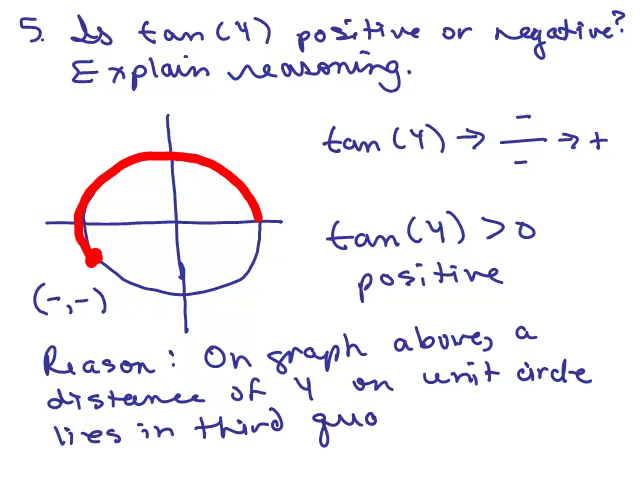 5. Is tan(4) positive or negative?
Explain reasoning.
tan(4) → − / − → +
tan(4) > 0
positive
(-,-)
Reason: On graph above, a
distance of 4 on unit circle
lies in third qua